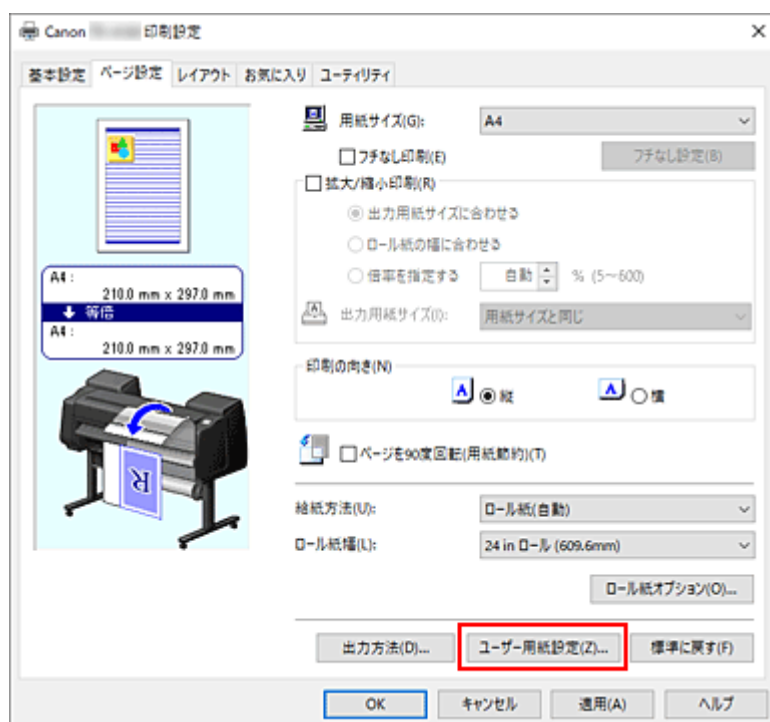 Canon 印刷設定
基本設定 ページ設定 レイアウト お気に入り ユーティリティ
用紙サイズ(G): A4
フチなし印刷(E) フチなし設定(B)
拡大/縮小印刷(R)
出力用紙サイズに合わせる
ロール紙の幅に合わせる
倍率を指定する 自動 % (5～600)
出力用紙サイズ(I): 用紙サイズと同じ
A4 :
210.0 mm x 297.0 mm
等倍
A4 :
210.0 mm x 297.0 mm
印刷の向き(N)
A 縦 A 横
R
ページを90度回転(用紙節約)(T)
給紙方法(U): ロール紙(自動)
ロール紙幅(L): 24 in ロール (609.6mm)
ロール紙オプション(O)...
出力方法(D)... ユーザー用紙設定(Z)... 標準に戻す(F)
OK キャンセル 適用(A) ヘルプ